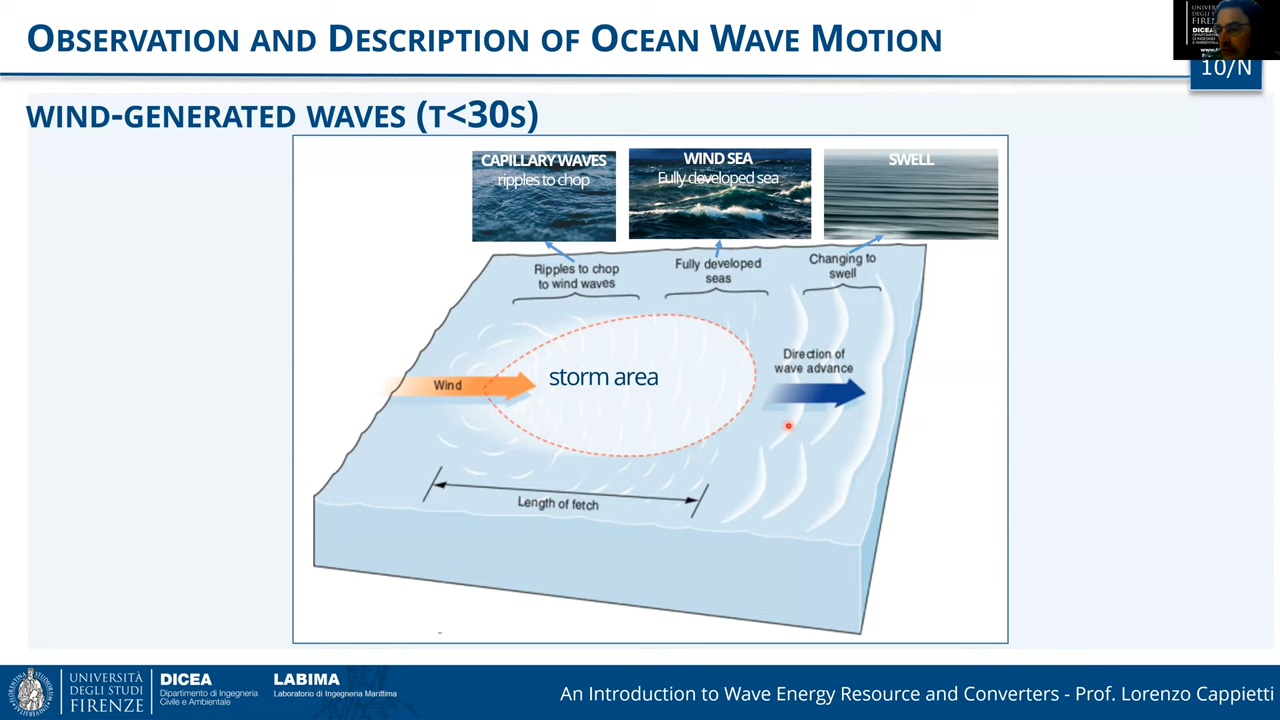 OBSERVATION AND DESCRIPTION OF OCEAN WAVE MOTION
10/N
WIND-GENERATED WAVES (T<30S)
CAPILLARY WAVES
ripples to chop
WIND SEA
Fully developed sea
SWELL
Ripples to chop
to wind waves
Fully developed
seas
Changing to
swell
Wind
storm area
Direction of
wave advance
Length of fetch
UNIVERSITÀ
DEGLI STUDI
FIRENZE
DICEA
Dipartimento di Ingegneria
Civile e Ambientale
LABIMA
Laboratorio di Ingegneria Marittima
An Introduction to Wave Energy Resource and Converters - Prof. Lorenzo Cappietti